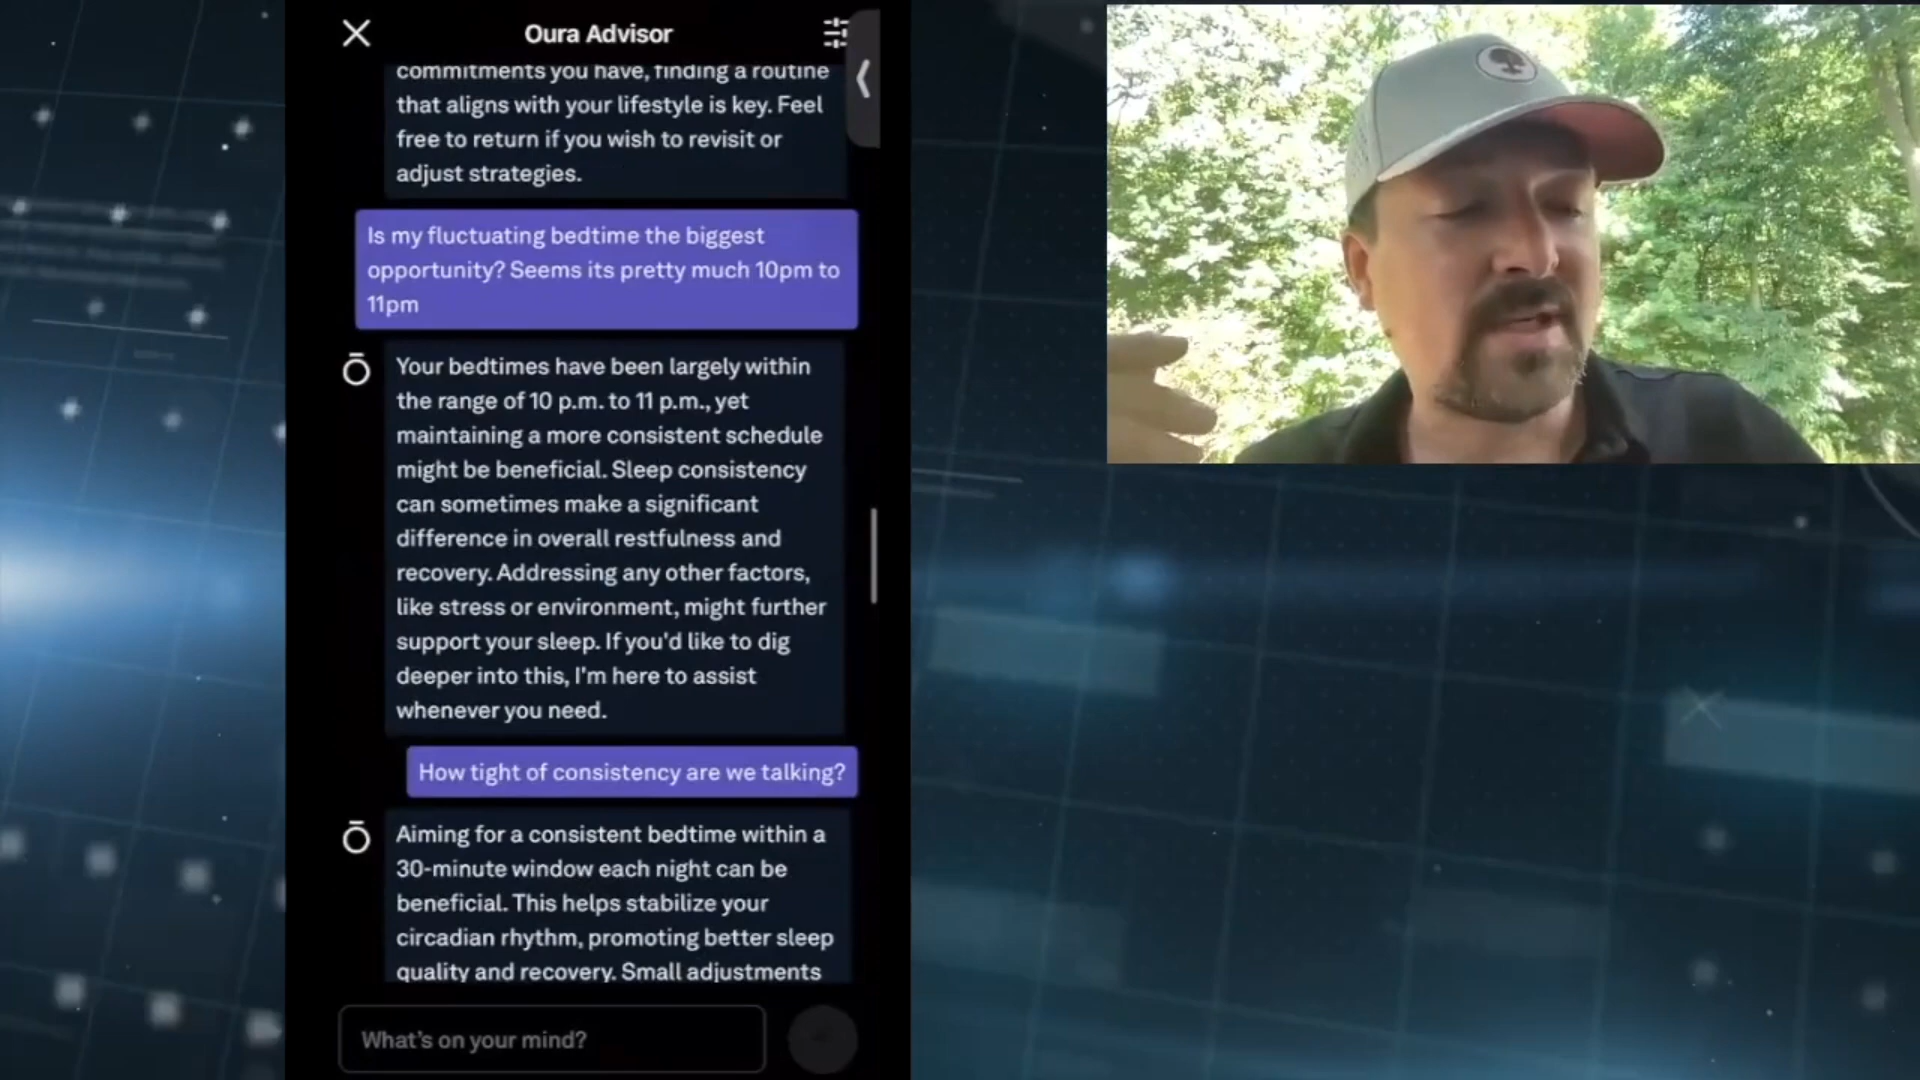 Oura Advisor
commitments you have, finding a routine
that aligns with your lifestyle is key. Feel
free to return if you wish to revisit or
adjust strategies.
Is my fluctuating bedtime the biggest
opportunity? Seems its pretty much 10pm to
11pm
Your bedtimes have been largely within
the range of 10 p.m. to 11 p.m., yet
maintaining a more consistent schedule
might be beneficial. Sleep consistency
can sometimes make a significant
difference in overall restfulness and
recovery. Addressing any other factors,
like stress or environment, might further
support your sleep. If you'd like to dig
deeper into this, I'm here to assist
whenever you need.
How tight of consistency are we talking?
Aiming for a consistent bedtime within a
30-minute window each night can be
beneficial. This helps stabilize your
circadian rhythm, promoting better sleep
quality and recovery. Small adjustments
What's on your mind?